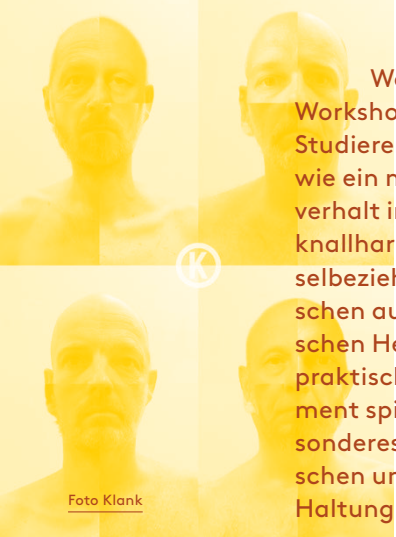 We
Worksho
Studiere
wie ein
verhalt
knallhar
selbezieh
schen au
schen He
praktisch
ment spi
sonderes
schen un
Haltung
K
Foto Klank